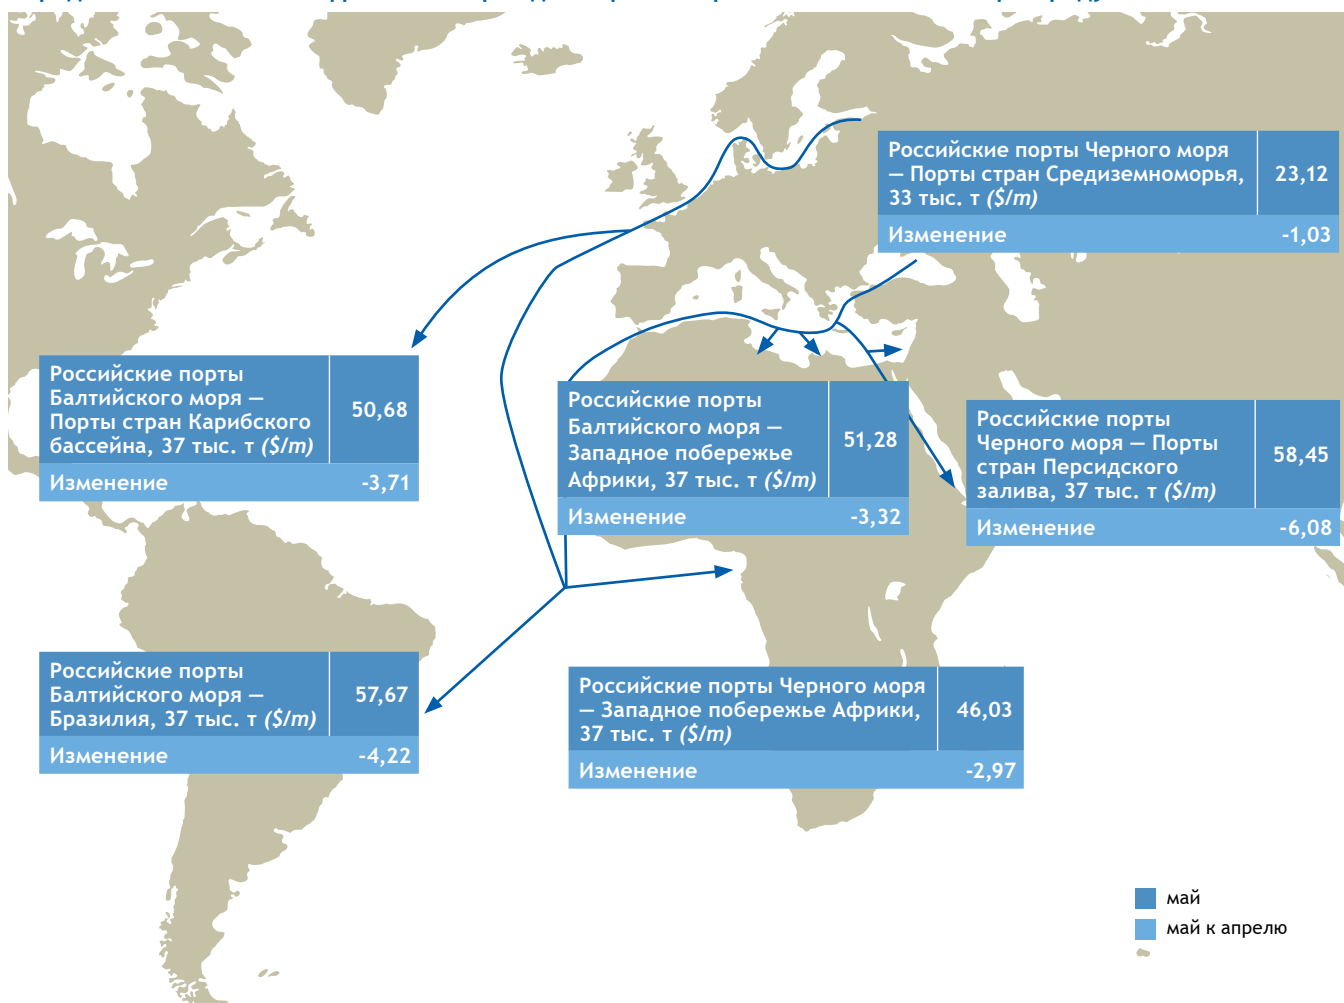 Российские порты Черного моря
— Порты стран Средиземноморья,
33 тыс. т ($/т)
23,12
Изменение
-1,03
Российские порты
Балтийского моря —
Порты стран Карибского
бассейна, 37 тыс. т ($/т)
50,68
Изменение
-3,71
Российские порты
Балтийского моря —
Западное побережье
Африки, 37 тыс. т ($/т)
51,28
Изменение
-3,32
Российские порты
Черного моря — Порты
стран Персидского
залива, 37 тыс. т ($/т)
58,45
Изменение
-6,08
Российские порты
Балтийского моря —
Бразилия, 37 тыс. т ($/т)
57,67
Изменение
-4,22
Российские порты Черного моря
— Западное побережье Африки,
37 тыс. т ($/т)
46,03
Изменение
-2,97
май
май к апрелю